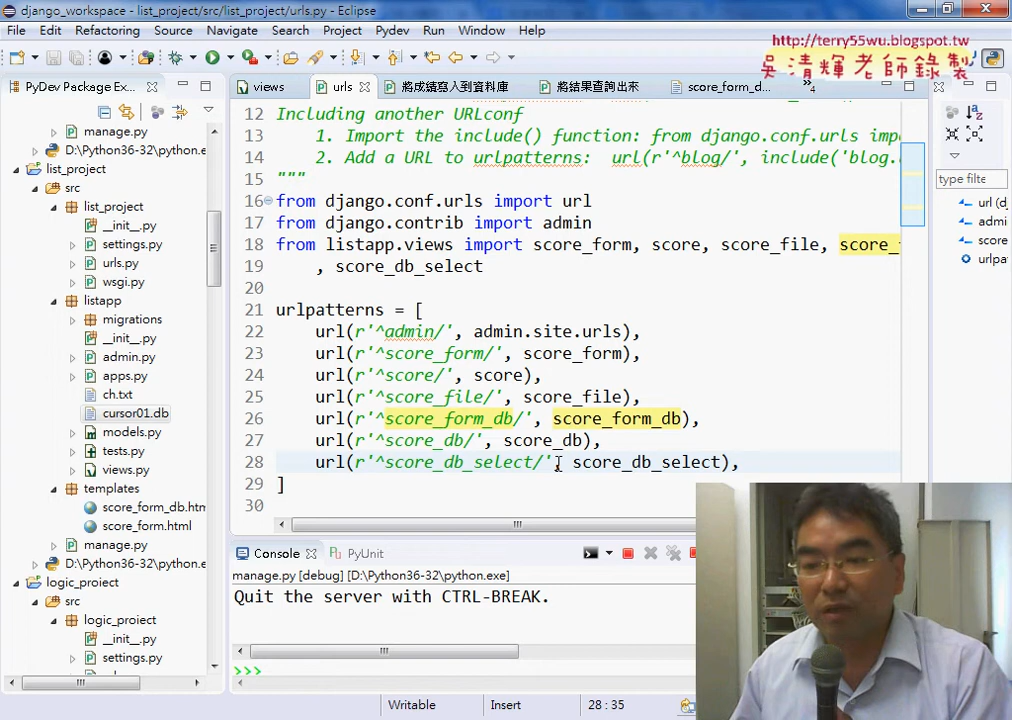 django_workspace - list_project/src/list_project/urls.py - Eclipse
File Edit Refactoring Source Navigate Search Project Pydev Run Window Help
http://terry55wu.blogspot.tw
吳清輝老師錄製
PyDev Package Ex...
views
urls
將成績寫入到資料庫
將結果查詢出來
score_form_d...
4
manage.py
D:\Python36-32\python.e
list_project
src
list_project
__init__.py
settings.py
urls.py
wsgi.py
listapp
migrations
__init__.py
admin.py
apps.py
ch.txt
cursor01.db
models.py
tests.py
views.py
templates
score_form_db.htm
score_form.html
manage.py
D:\Python36-32\python.e
logic_project
src
logic_project
__init__.py
settings.py
12 Including another URLconf
13 1. Import the include() function: from django.conf.urls impo
14 2. Add a URL to urlpatterns: url(r'^blog/', include('blog.
15 """
16 from django.conf.urls import url
17 from django.contrib import admin
18 from listapp.views import score_form, score, score_file, score_
19 , score_db_select
20
21 urlpatterns = [
22 url(r'^admin/', admin.site.urls),
23 url(r'^score_form/', score_form),
24 url(r'^score/', score),
25 url(r'^score_file/', score_file),
26 url(r'^score_form_db/', score_form_db),
27 url(r'^score_db/', score_db),
28 url(r'^score_db_select/', score_db_select),
29 ]
30
type filte
url (d
admi
score
urlpa
Console
PyUnit
manage.py [debug] [D:\Python36-32\python.exe]
Quit the server with CTRL-BREAK.
>>>
Writable Insert 28 : 35